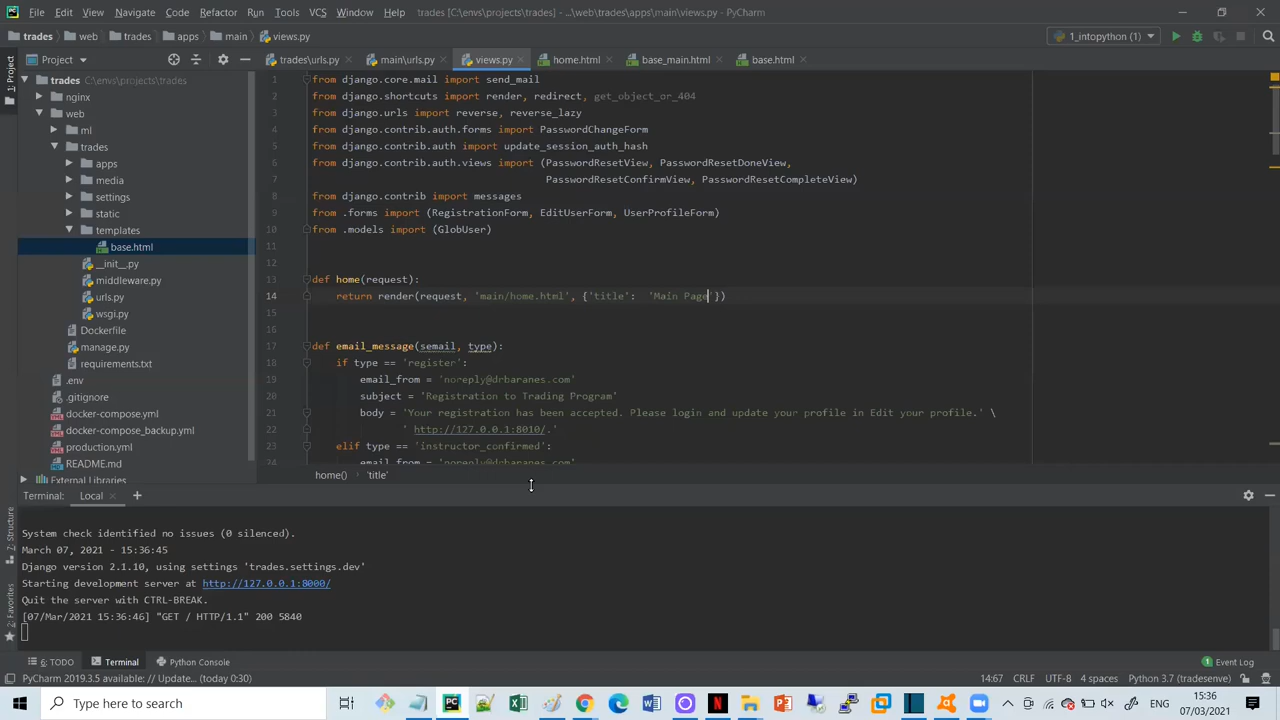 File Edit View Navigate Code Refactor Run Tools VCS Window Help trades [C:\envs\projects\trades] - ...\web\trades\apps\main\views.py - PyCharm
trades web trades apps main views.py 1_intopython (1)
Project trades\urls.py main\urls.py views.py home.html base_main.html base.html
1: Project
trades C:\envs\projects\trades
nginx
web
ml
trades
apps
media
settings
static
templates
base.html
__init__.py
middleware.py
urls.py
wsgi.py
Dockerfile
manage.py
requirements.txt
.env
.gitignore
docker-compose.yml
docker-compose_backup.yml
production.yml
README.md
External Libraries
1 from django.core.mail import send_mail
2 from django.shortcuts import render, redirect, get_object_or_404
3 from django.urls import reverse, reverse_lazy
4 from django.contrib.auth.forms import PasswordChangeForm
5 from django.contrib.auth import update_session_auth_hash
6 from django.contrib.auth.views import (PasswordResetView, PasswordResetDoneView,
7 PasswordResetConfirmView, PasswordResetCompleteView)
8 from django.contrib import messages
9 from .forms import (RegistrationForm, EditUserForm, UserProfileForm)
10 from .models import (GlobUser)
11
12
13 def home(request):
14 return render(request, 'main/home.html', {'title':  'Main Page'})
15
16
17 def email_message(semail, type):
18 if type == 'register':
19 email_from = 'noreply@drbaranes.com'
20 subject = 'Registration to Trading Program'
21 body = 'Your registration has been accepted. Please login and update your profile in Edit your profile.' \
22 ' http://127.0.0.1:8010/.'
23 elif type == 'instructor_confirmed':
24 email_from = 'noreply@drbaranes.com'
home() 'title'
Terminal: Local +
System check identified no issues (0 silenced).
March 07, 2021 - 15:36:45
Django version 2.1.10, using settings 'trades.settings.dev'
Starting development server at http://127.0.0.1:8000/
Quit the server with CTRL-BREAK.
[07/Mar/2021 15:36:46] "GET / HTTP/1.1" 200 5840
7: Structure
2: Favorites
6: TODO Terminal Python Console Event Log
PyCharm 2019.3.5 available: // Update... (today 0:30) 14:67 CRLF UTF-8 4 spaces Python 3.7 (tradesense)
Type here to search ENG 15:36
07/03/2021